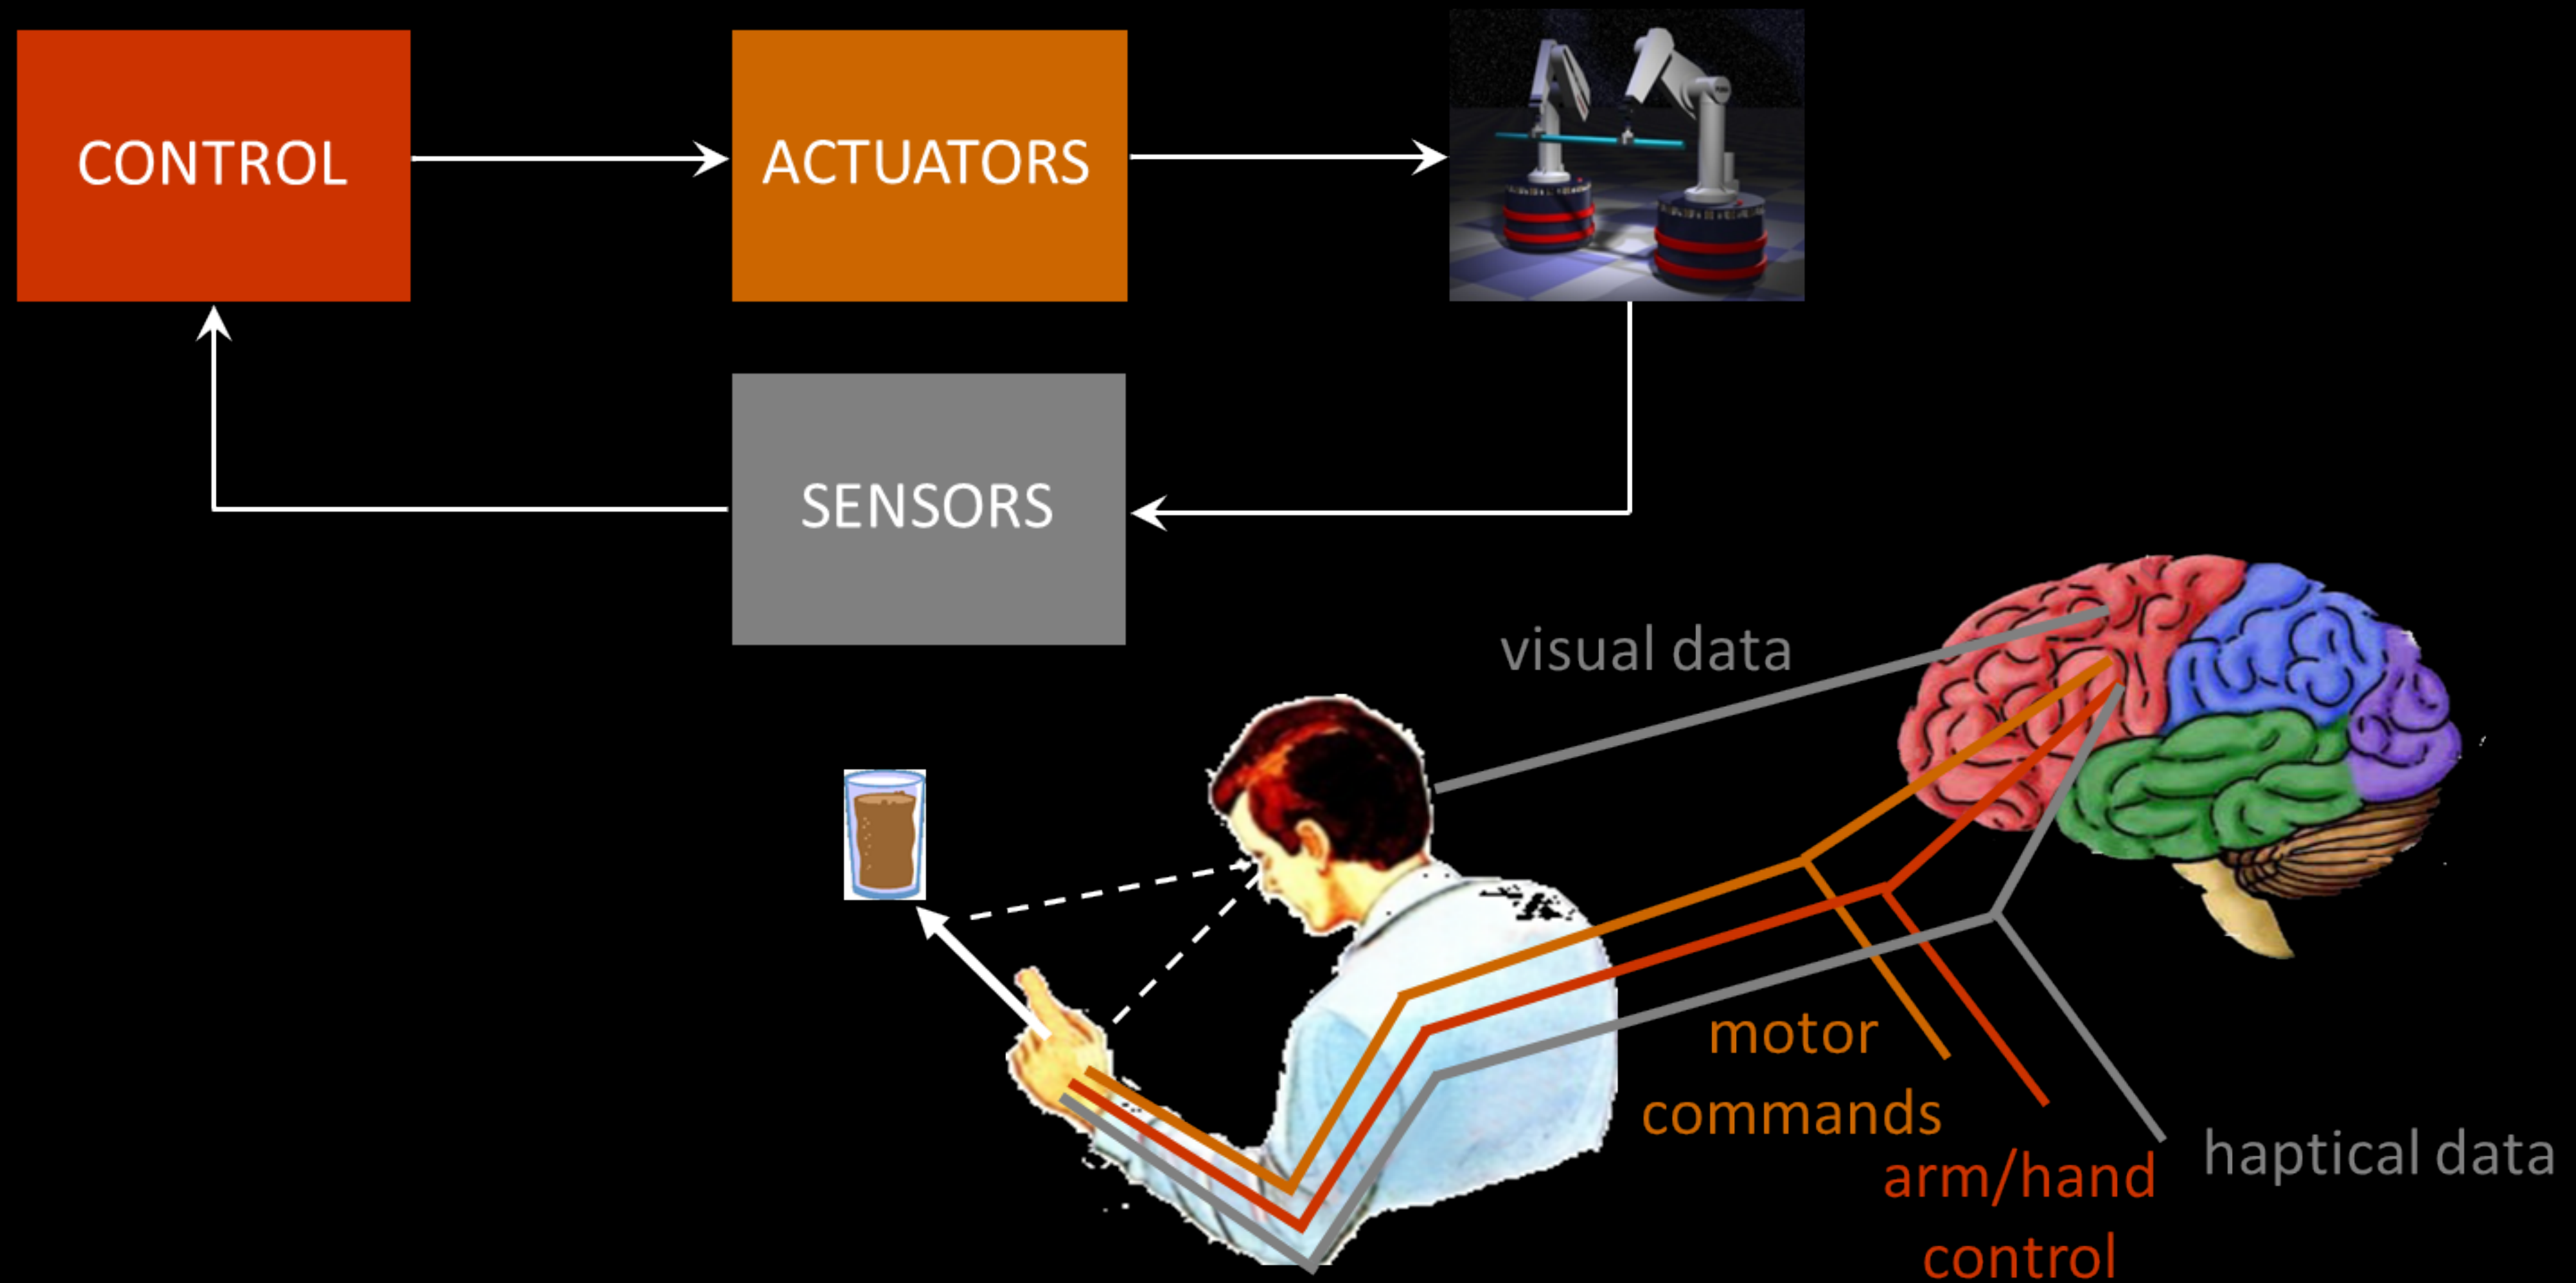 CONTROL
ACTUATORS
SENSORS
visual data
motor
commands
arm/hand
control
haptical data